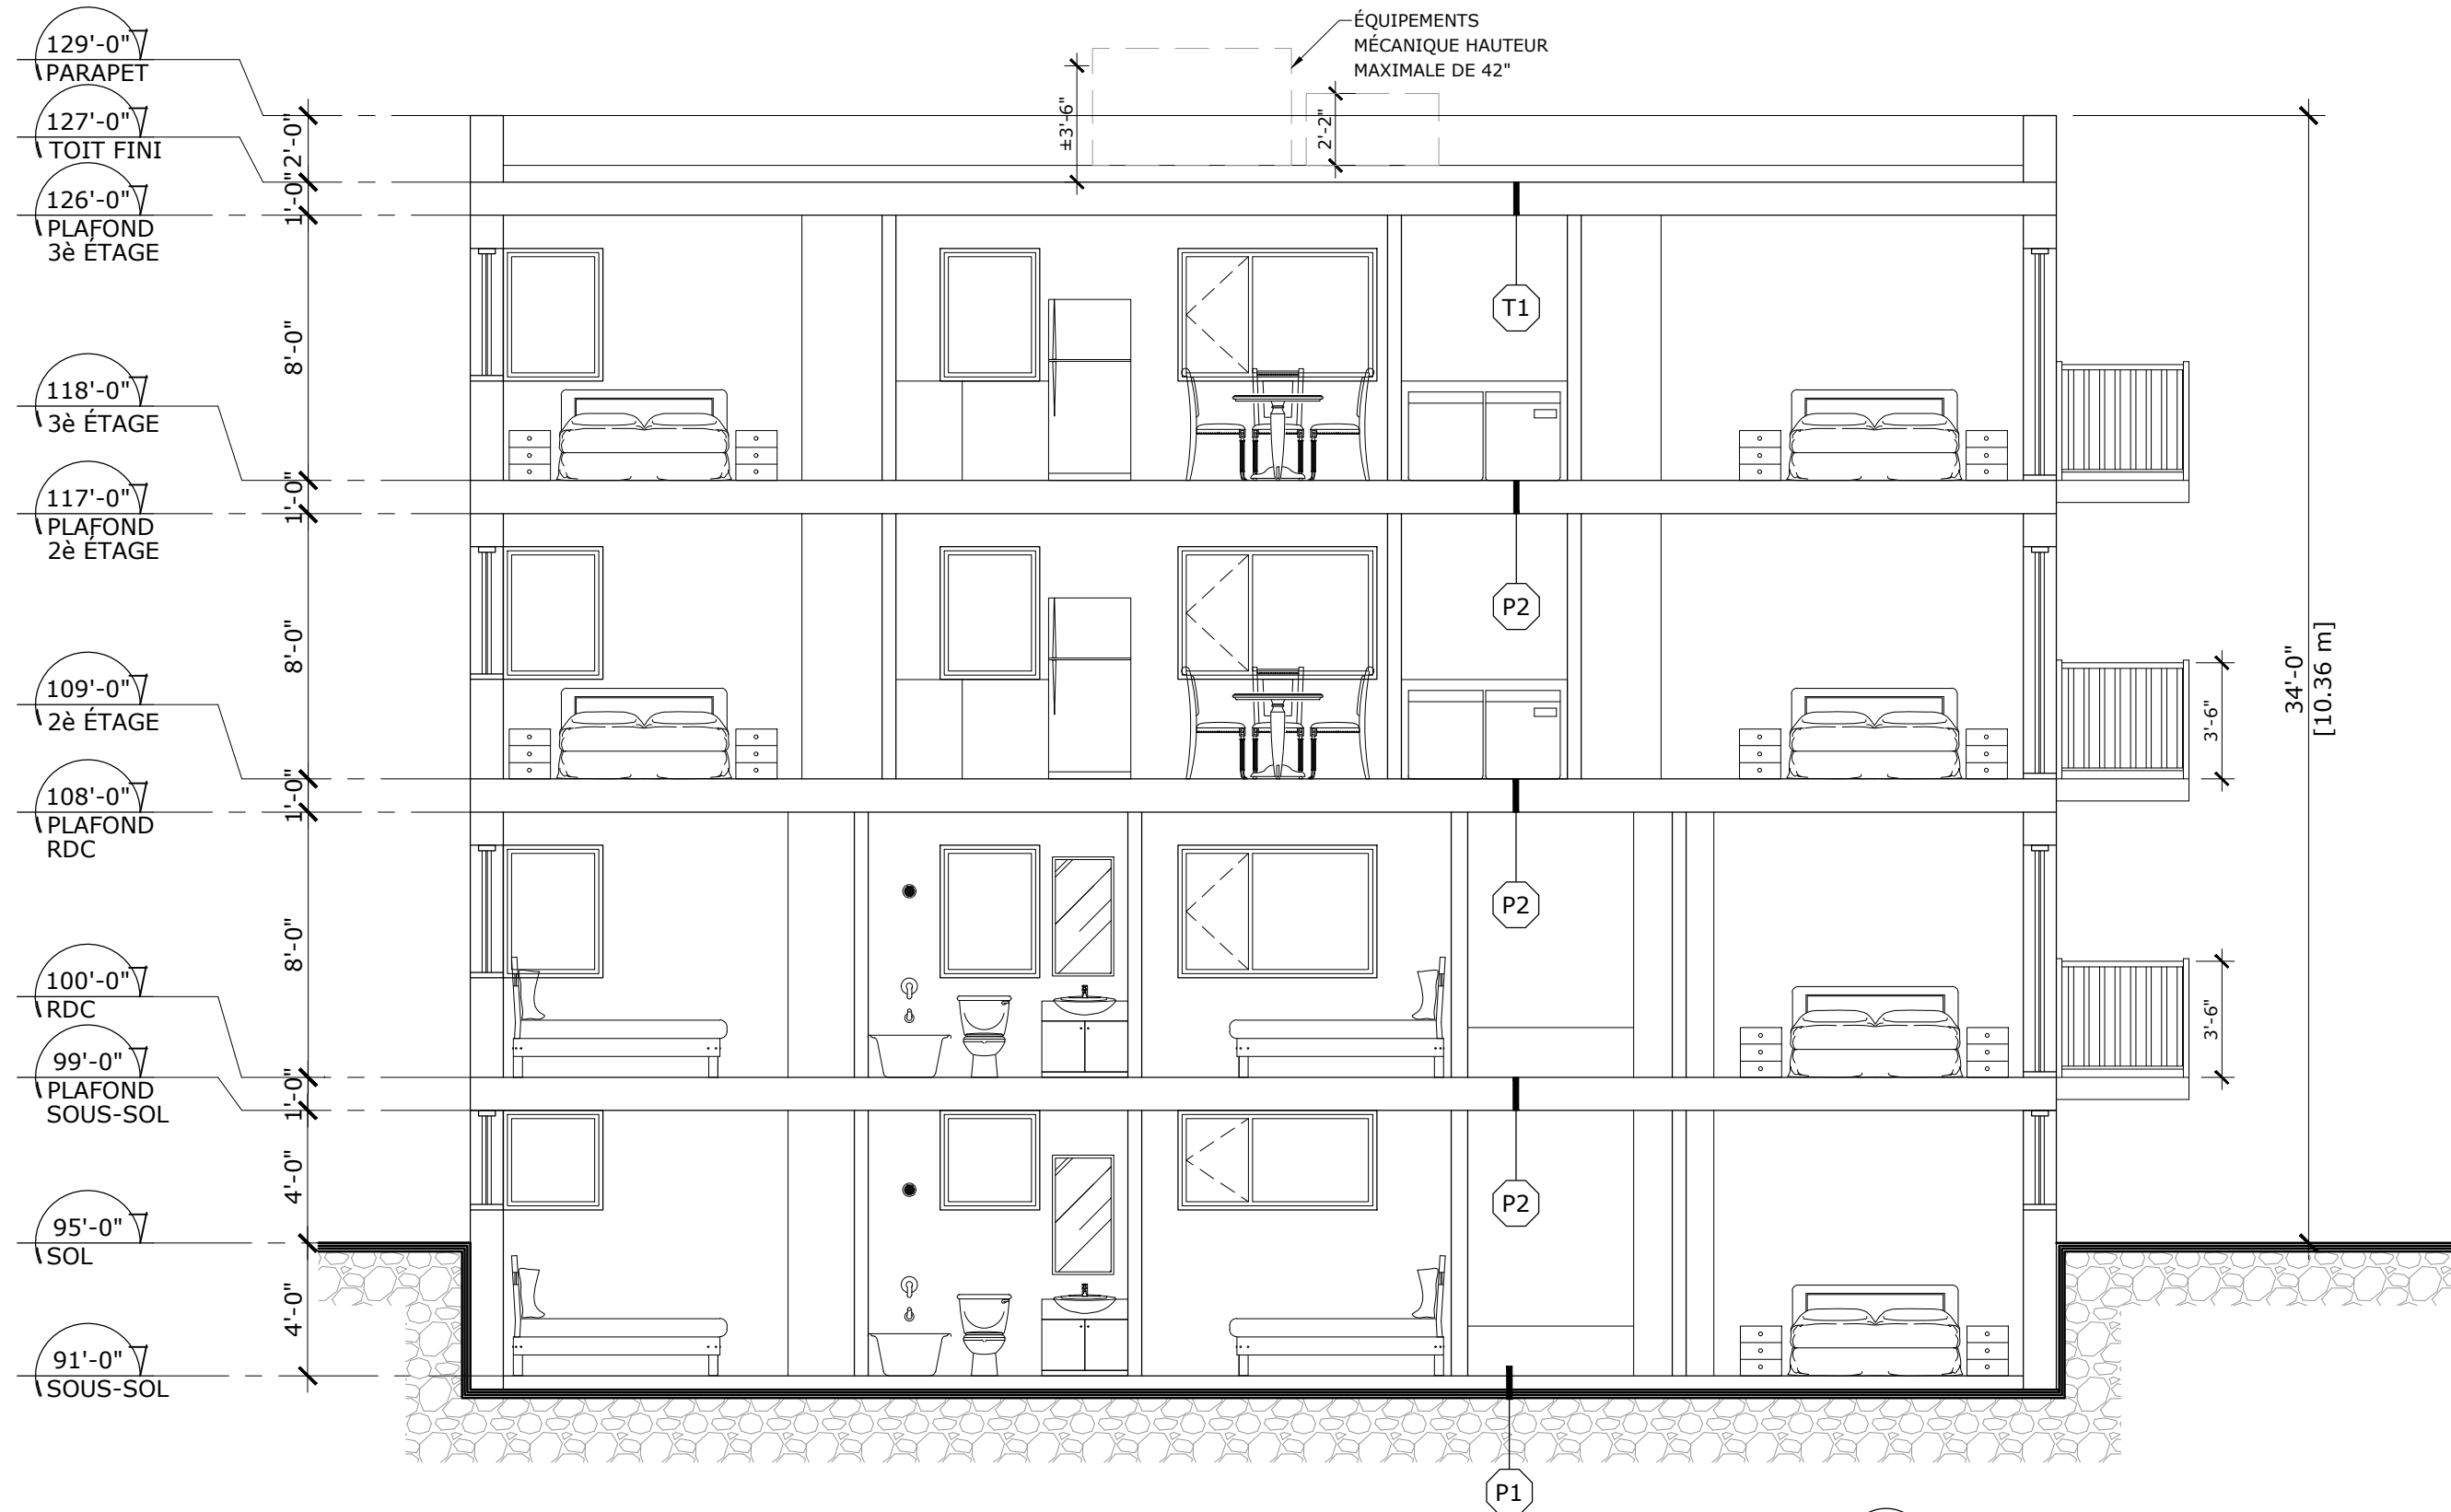 129'-0"
PARAPET
127'-0"
TOIT FINI
126'-0"
PLAFOND
3è ÉTAGE
118'-0"
3è ÉTAGE
117'-0"
PLAFOND
2è ÉTAGE
109'-0"
2è ÉTAGE
108'-0"
PLAFOND
RDC
100'-0"
RDC
99'-0"
PLAFOND
SOUS-SOL
95'-0"
SOL
91'-0"
SOUS-SOL
2'-0"
1'-0"
8'-0"
1'-0"
8'-0"
1'-0"
8'-0"
1'-0"
4'-0"
4'-0"
ÉQUIPEMENTS
MÉCANIQUE HAUTEUR
MAXIMALE DE 42"
±3'-6"
2'-2"
T1
P2
P2
P2
P1
3'-6"
3'-6"
34'-0"
[10.36 m]